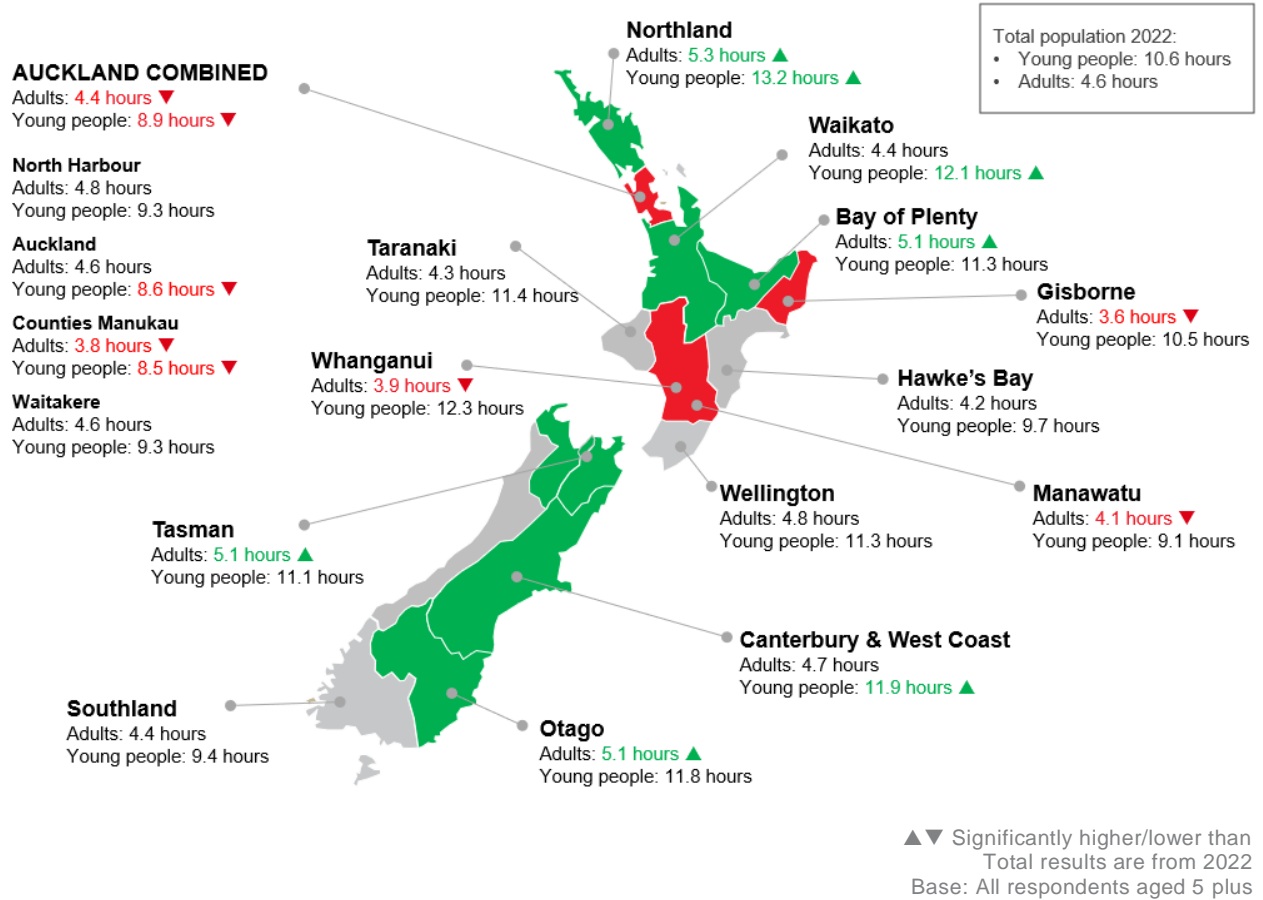 Northland
Adults: 5.3 hours ▲
Young people: 13.2 hours ▲
Total population 2022:
• Young people: 10.6 hours
• Adults: 4.6 hours
AUCKLAND COMBINED
Adults: 4.4 hours ▼
Young people: 8.9 hours ▼
North Harbour
Adults: 4.8 hours
Young people: 9.3 hours
Auckland
Adults: 4.6 hours
Young people: 8.6 hours ▼
Counties Manukau
Adults: 3.8 hours ▼
Young people: 8.5 hours ▼
Waitakere
Adults: 4.6 hours
Young people: 9.3 hours
Waikato
Adults: 4.4 hours
Young people: 12.1 hours ▲
Bay of Plenty
Adults: 5.1 hours ▲
Young people: 11.3 hours
Taranaki
Adults: 4.3 hours
Young people: 11.4 hours
Gisborne
Adults: 3.6 hours ▼
Young people: 10.5 hours
Whanganui
Adults: 3.9 hours ▼
Young people: 12.3 hours
Hawke's Bay
Adults: 4.2 hours
Young people: 9.7 hours
Wellington
Adults: 4.8 hours
Young people: 11.3 hours
Manawatu
Adults: 4.1 hours ▼
Young people: 9.1 hours
Tasman
Adults: 5.1 hours ▲
Young people: 11.1 hours
Canterbury & West Coast
Adults: 4.7 hours
Young people: 11.9 hours ▲
Southland
Adults: 4.4 hours
Young people: 9.4 hours
Otago
Adults: 5.1 hours ▲
Young people: 11.8 hours
▲▼ Significantly higher/lower than
Total results are from 2022
Base: All respondents aged 5 plus